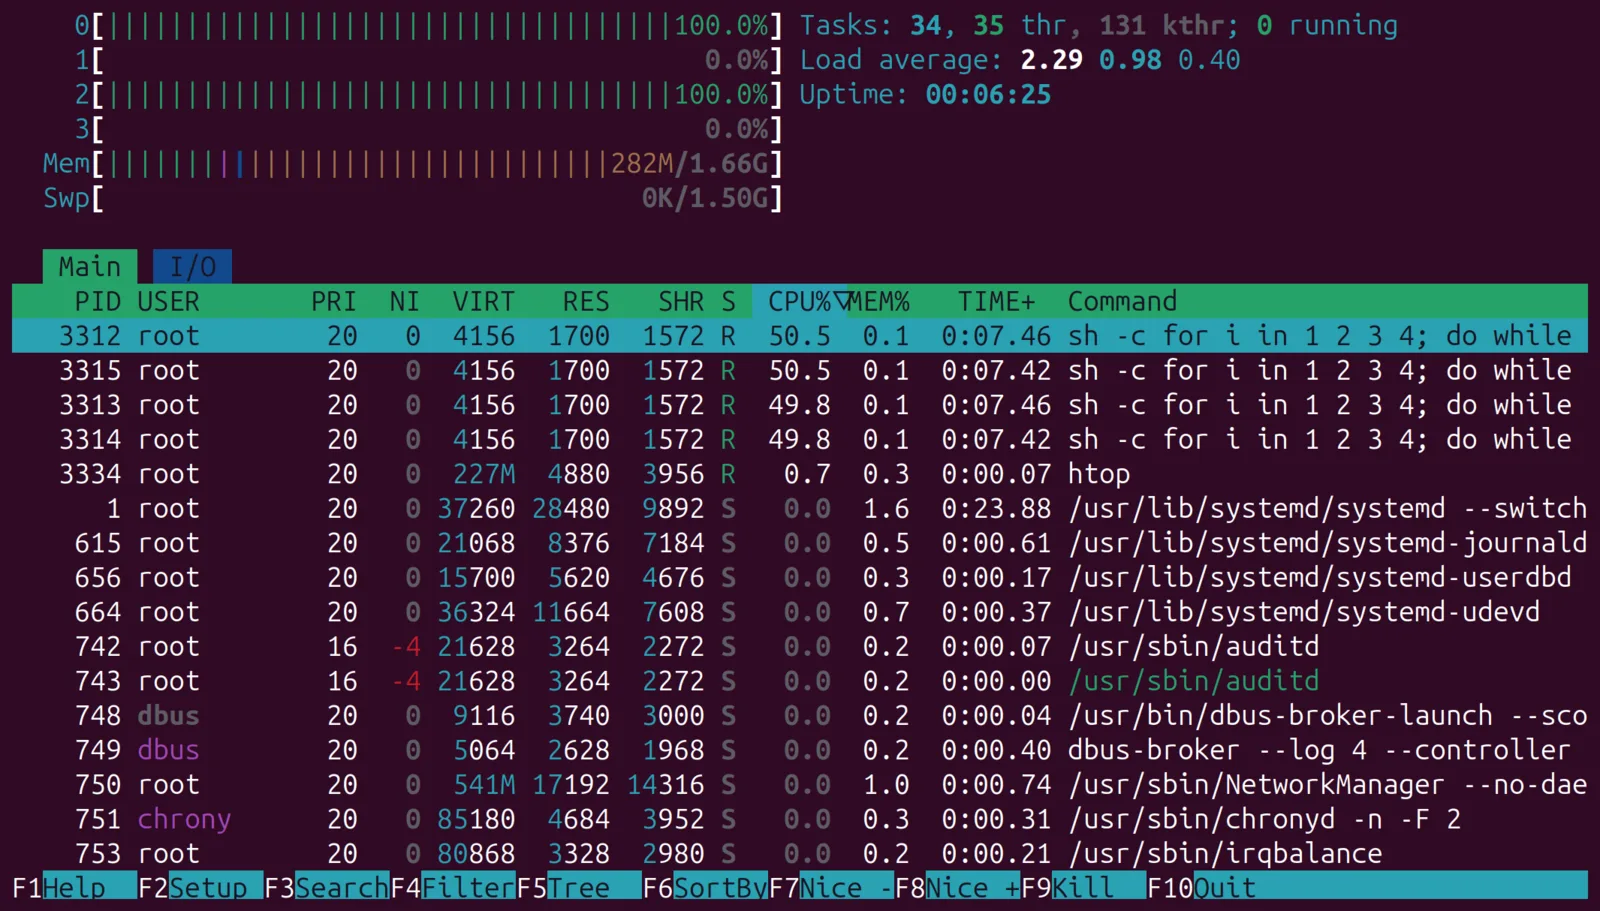 0[||||||||||||||||||||||||||||||||||||100.0%] Tasks: 34, 35 thr, 131 kthr; 0 running
1[ 0.0%] Load average: 2.29 0.98 0.40
2[||||||||||||||||||||||||||||||||||||100.0%] Uptime: 00:06:25
3[ 0.0%]
Mem[||||||||||||||||||||||||||||||||282M/1.66G]
Swp[ 0K/1.50G]
Main I/O
PID USER PRI NI VIRT RES SHR S CPU%▽MEM% TIME+ Command
3312 root 20 0 4156 1700 1572 R 50.5 0.1 0:07.46 sh -c for i in 1 2 3 4; do while
3315 root 20 0 4156 1700 1572 R 50.5 0.1 0:07.42 sh -c for i in 1 2 3 4; do while
3313 root 20 0 4156 1700 1572 R 49.8 0.1 0:07.46 sh -c for i in 1 2 3 4; do while
3314 root 20 0 4156 1700 1572 R 49.8 0.1 0:07.42 sh -c for i in 1 2 3 4; do while
3334 root 20 0 227M 4880 3956 R 0.7 0.3 0:00.07 htop
1 root 20 0 37260 28480 9892 S 0.0 1.6 0:23.88 /usr/lib/systemd/systemd --switch
615 root 20 0 21068 8376 7184 S 0.0 0.5 0:00.61 /usr/lib/systemd/systemd-journald
656 root 20 0 15700 5620 4676 S 0.0 0.3 0:00.17 /usr/lib/systemd/systemd-userdbd
664 root 20 0 36324 11664 7608 S 0.0 0.7 0:00.37 /usr/lib/systemd/systemd-udevd
742 root 16 -4 21628 3264 2272 S 0.0 0.2 0:00.07 /usr/sbin/auditd
743 root 16 -4 21628 3264 2272 S 0.0 0.2 0:00.00 /usr/sbin/auditd
748 dbus 20 0 9116 3740 3000 S 0.0 0.2 0:00.04 /usr/bin/dbus-broker-launch --sco
749 dbus 20 0 5064 2628 1968 S 0.0 0.2 0:00.40 dbus-broker --log 4 --controller
750 root 20 0 541M 17192 14316 S 0.0 1.0 0:00.74 /usr/sbin/NetworkManager --no-dae
751 chrony 20 0 85180 4684 3952 S 0.0 0.3 0:00.31 /usr/sbin/chronyd -n -F 2
753 root 20 0 80868 3328 2980 S 0.0 0.2 0:00.21 /usr/sbin/irqbalance
F1Help F2Setup F3SearchF4FilterF5Tree F6SortByF7Nice -F8Nice +F9Kill F10Quit